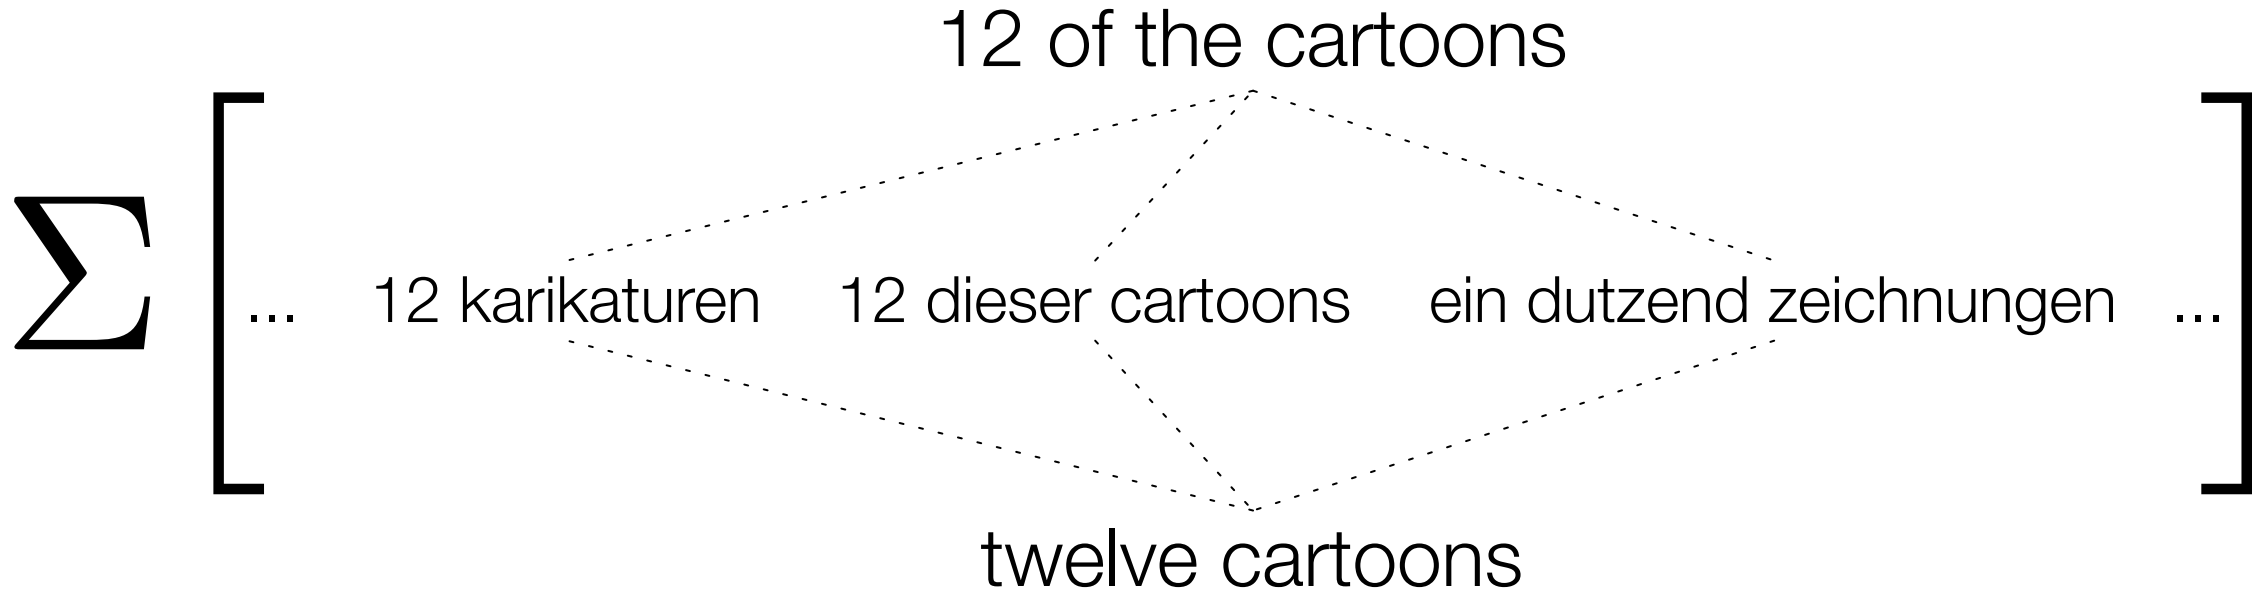 12 of the cartoons
Σ [ ... 12 karikaturen 12 dieser cartoons ein dutzend zeichnungen ... ]
twelve cartoons